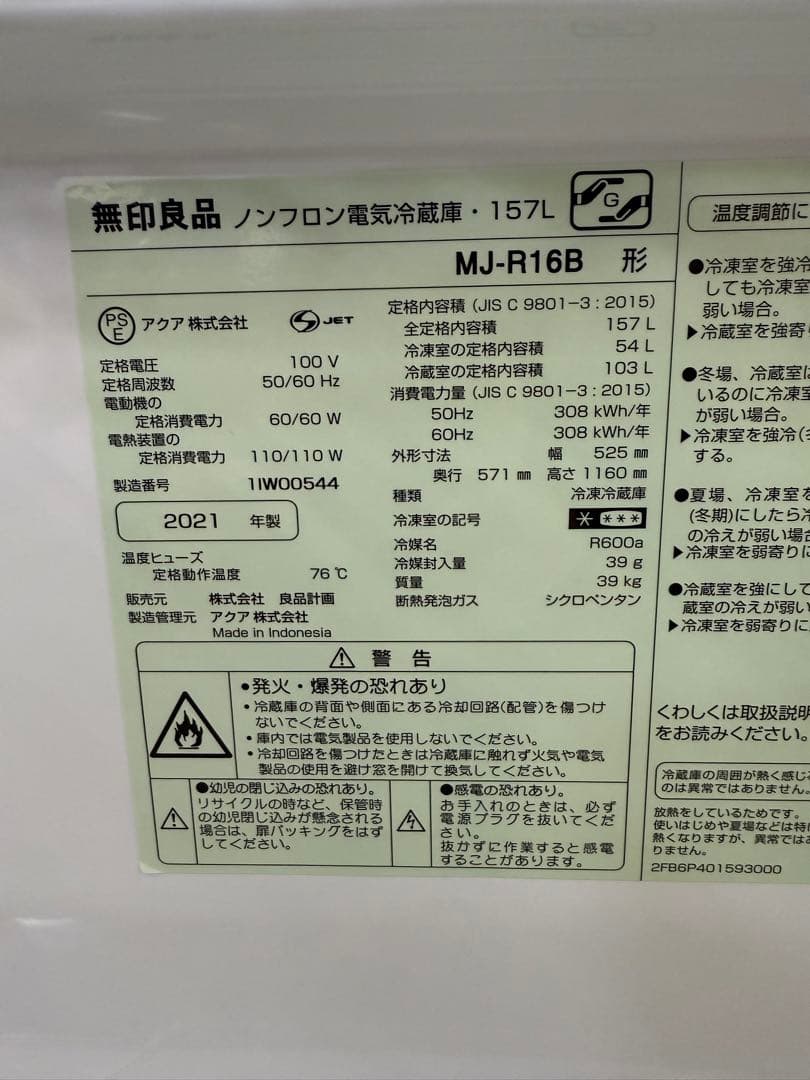 無印良品 ノンフロン電気冷蔵庫・157L G
MJ-R16B 形
PS E アクア 株式会社 S JET
定格電圧 100 V
定格周波数 50/60 Hz
電動機の
定格消費電力 60/60 W
電熱装置の
定格消費電力 110/110 W
製造番号 1IW00544
2021 年製
温度ヒューズ
定格動作温度 76 ℃
販売元 株式会社 良品計画
製造管理元 アクア 株式会社
Made in Indonesia
定格内容積 (JIS C 9801-3 : 2015)
全定格内容積 157 L
冷凍室の定格内容積 54 L
冷蔵室の定格内容積 103 L
消費電力量 (JIS C 9801-3 : 2015)
50Hz 308 kWh/年
60Hz 308 kWh/年
外形寸法 幅 525 ㎜
奥行 571 ㎜ 高さ 1160 ㎜
種類 冷凍冷蔵庫
冷凍室の記号 * ***
冷媒名 R600a
冷媒封入量 39 g
質量 39 kg
断熱発泡ガス シクロペンタン
⚠ 警告
●発火・爆発の恐れあり
・冷蔵庫の背面や側面にある冷却回路(配管)を傷つけ
ないでください。
・庫内では電気製品を使用しないでください。
・冷却回路を傷つけたときは冷蔵庫に触れず火気や電気
製品の使用を避け窓を開けて換気してください。
●幼児の閉じ込みの恐れあり。
リサイクルの時など、保管時
の幼児閉じ込みが懸念される
場合は、扉パッキングをはず
してください。
●感電の恐れあり。
お手入れのときは、必ず
電源プラグを抜いてくださ
い。
抜かずに作業すると感電
することがあります。
温度調節に
●冷凍室を強冷
しても冷凍室
弱い場合。
▶冷蔵室を強寄
●冬場、冷蔵室に
いるのに冷凍室
が弱い場合。
▶冷凍室を強冷(
する。
●夏場、冷凍室を
(冬期)にしたら冷
の冷えが弱い場合
▶冷凍室を弱寄りに
●冷蔵室を強にして
蔵室の冷えが弱い
▶冷凍室を弱寄りに
くわしくは取扱説明
をお読みください。
冷蔵庫の周囲が熱く感じ
のは異常ではありません。
放熱をしているためです。
使いはじめや夏場などは特に
熱くなりますが、異常では
ありません。
2FB6P401593000